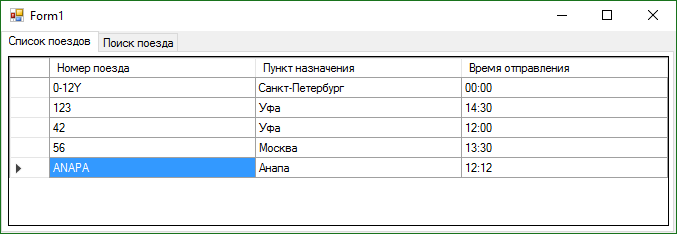 Form1
Список поездов Поиск поезда
Номер поезда Пункт назначения Время отправления
0-12Y Санкт-Петербург 00:00
123 Уфа 14:30
42 Уфа 12:00
56 Москва 13:30
ANAPA Анапа 12:12